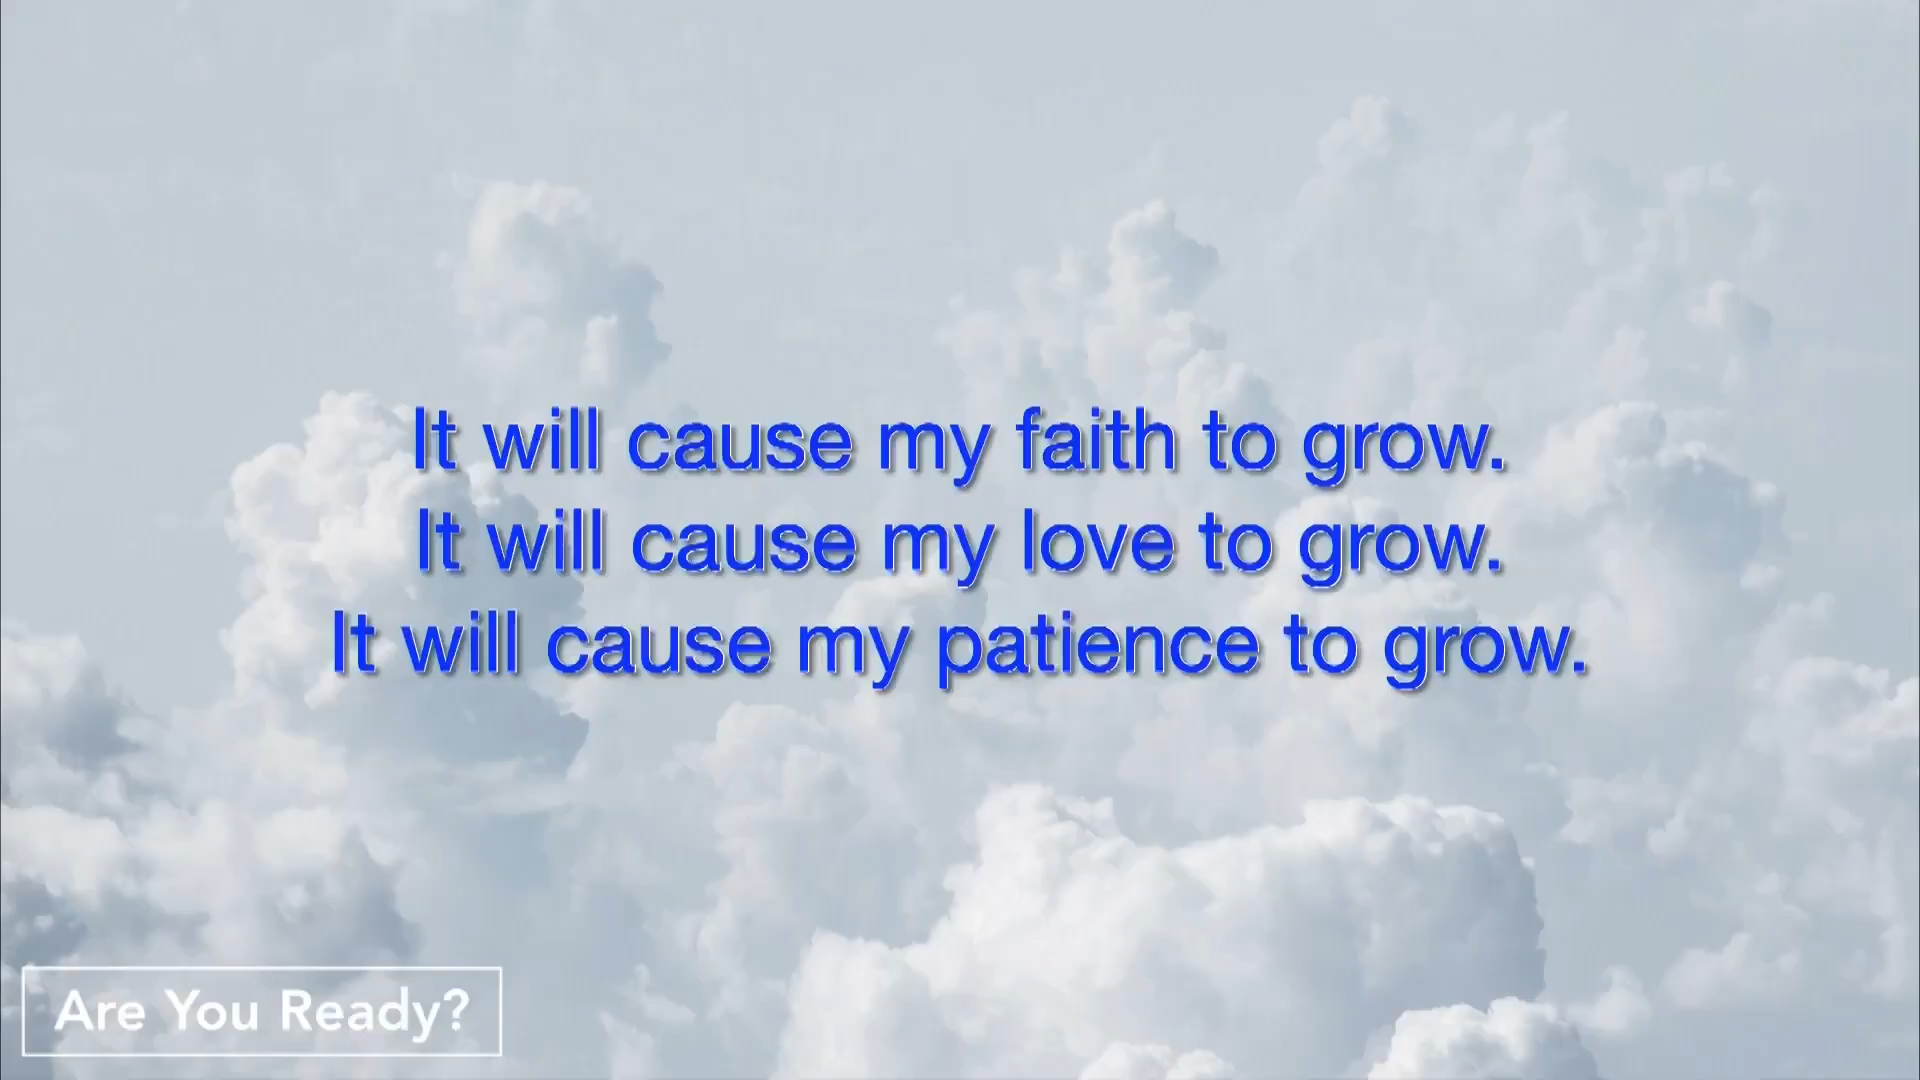 It will cause my faith to grow.
It will cause my love to grow.
It will cause my patience to grow.
Are You Ready?